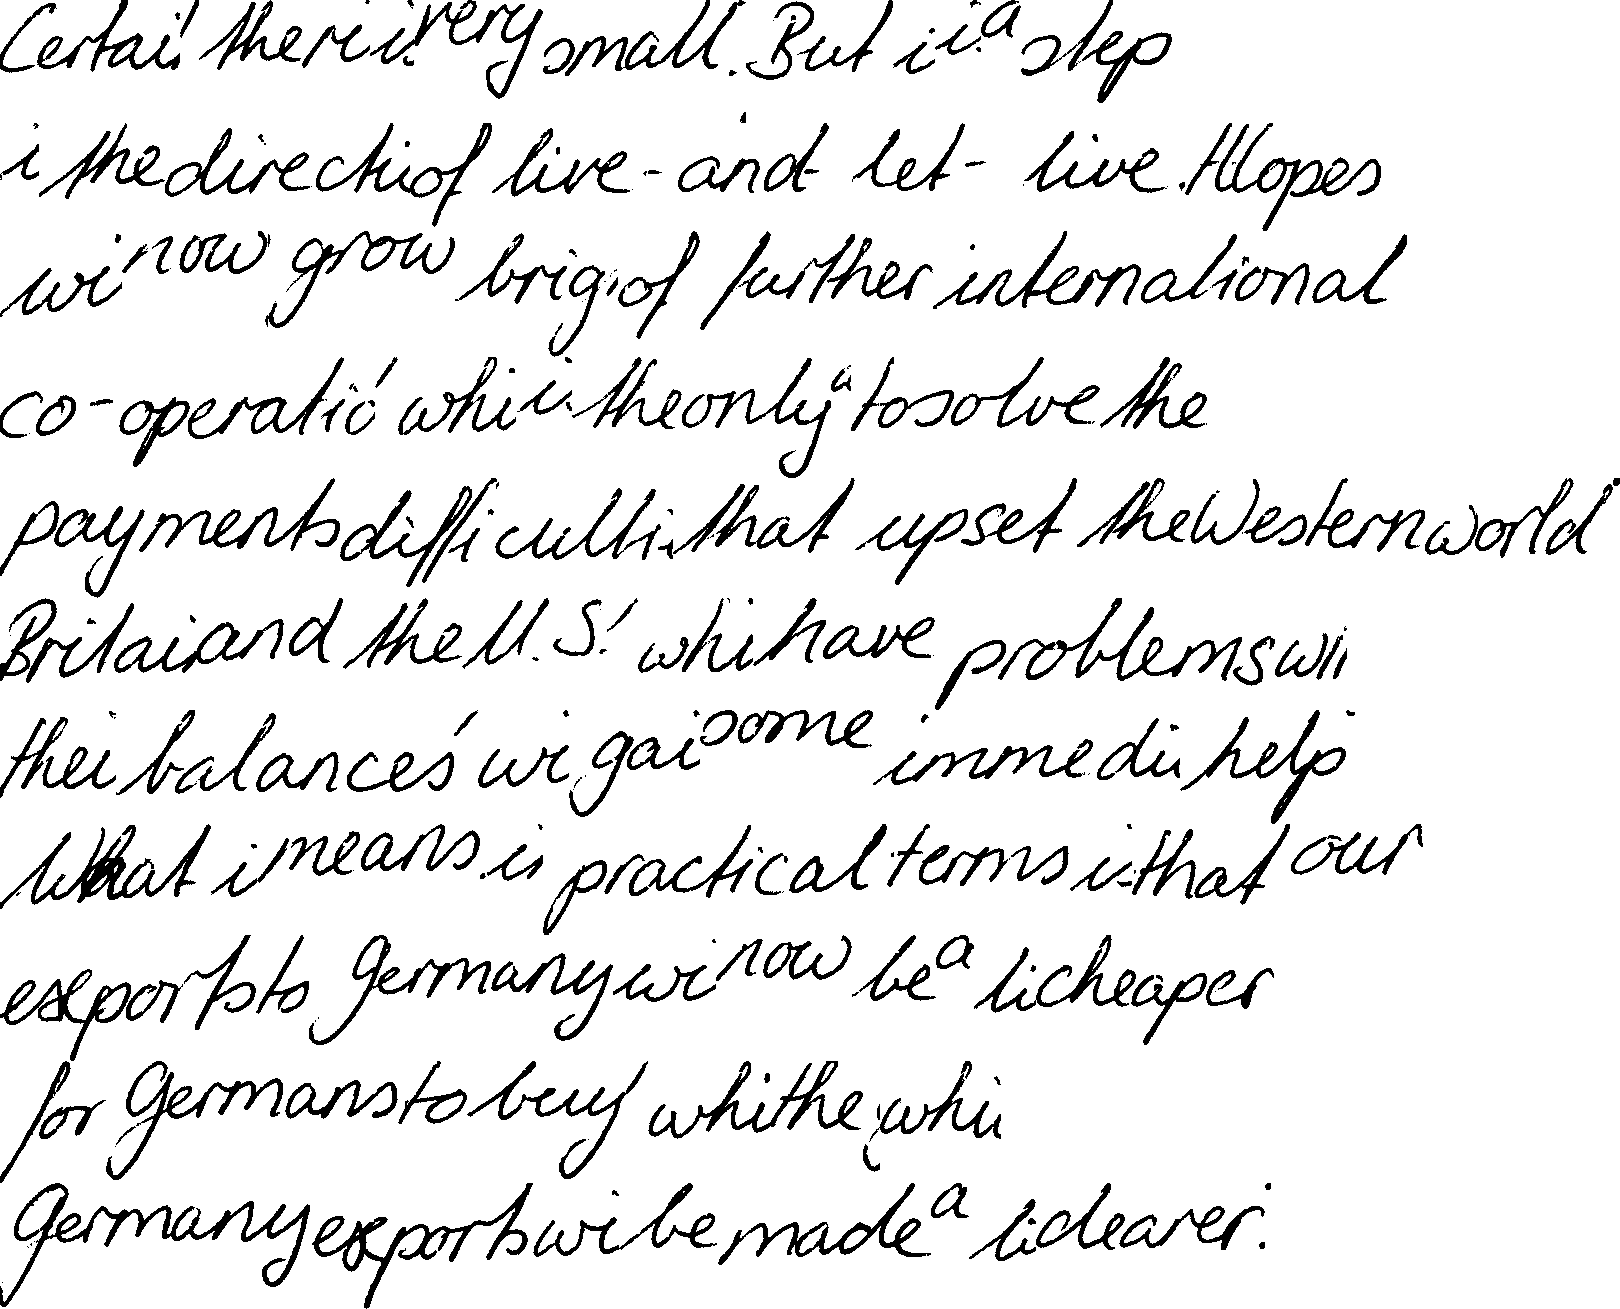 Certai theri i very small. But i i a step
i the directi of live-and-let-live. Hopes
wi now grow brig of further international
co-operatio whi i the only a to solve the
payments difficulti that upset the Western world
Britai and the U.S. whi have problems wi
thei balances wi gai some immedi help
What i means i practical terms i that our
exports to Germany wi now be a li cheaper
for Germans to buy whi the whi
Germany exports wi be made a li dearer.